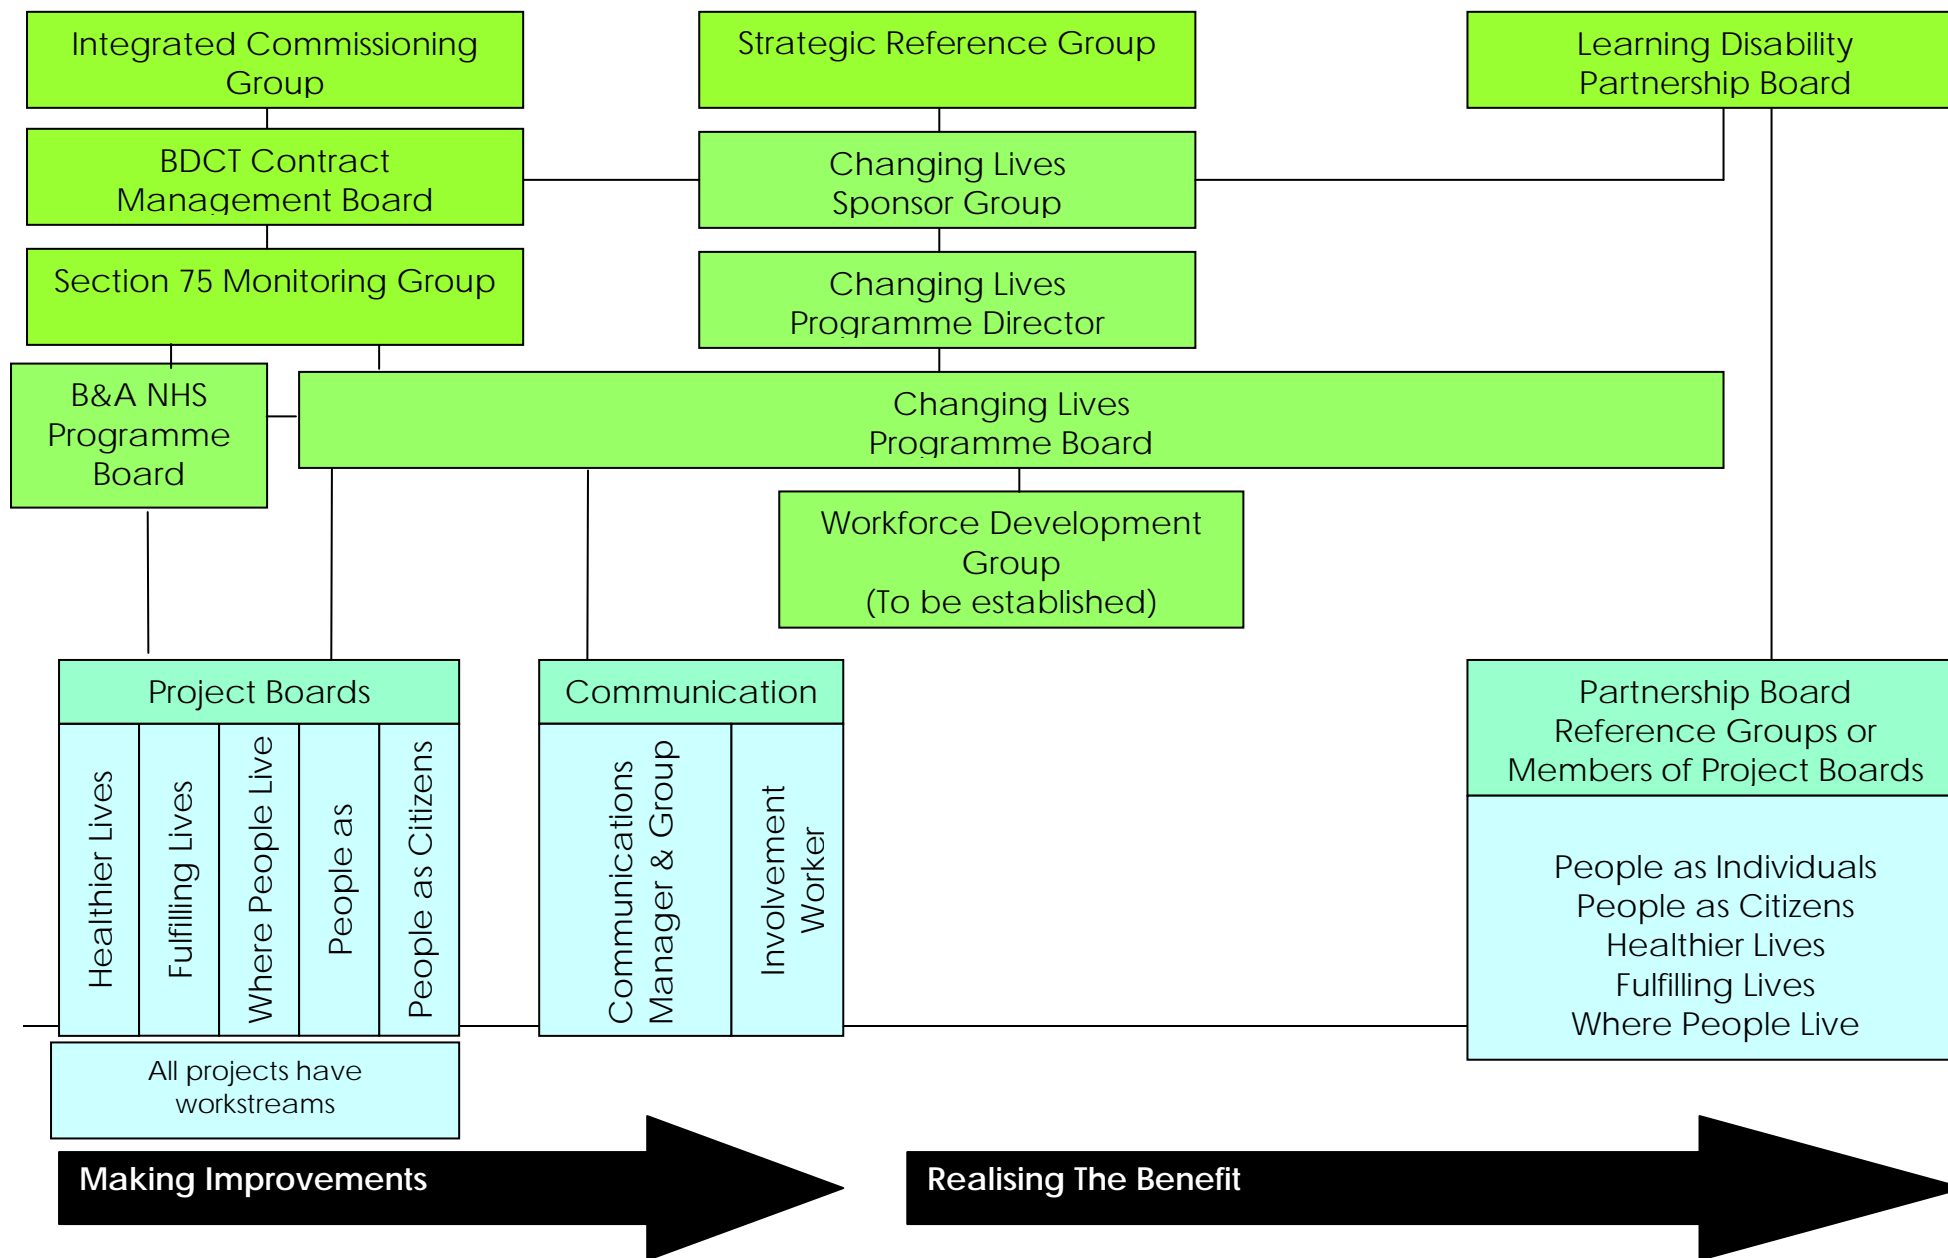 Integrated Commissioning
Group
Strategic Reference Group
Learning Disability
Partnership Board
BDCT Contract
Management Board
Changing Lives
Sponsor Group
Section 75 Monitoring Group
Changing Lives
Programme Director
B&A NHS
Programme
Board
Changing Lives
Programme Board
Workforce Development
Group
(To be established)
Project Boards
Healthier Lives
Fulfilling Lives
Where People Live
People as
People as Citizens
Communication
Communications
Manager & Group
Involvement
Worker
Partnership Board
Reference Groups or
Members of Project Boards
People as Individuals
People as Citizens
Healthier Lives
Fulfilling Lives
Where People Live
All projects have
workstreams
Making Improvements
Realising The Benefit